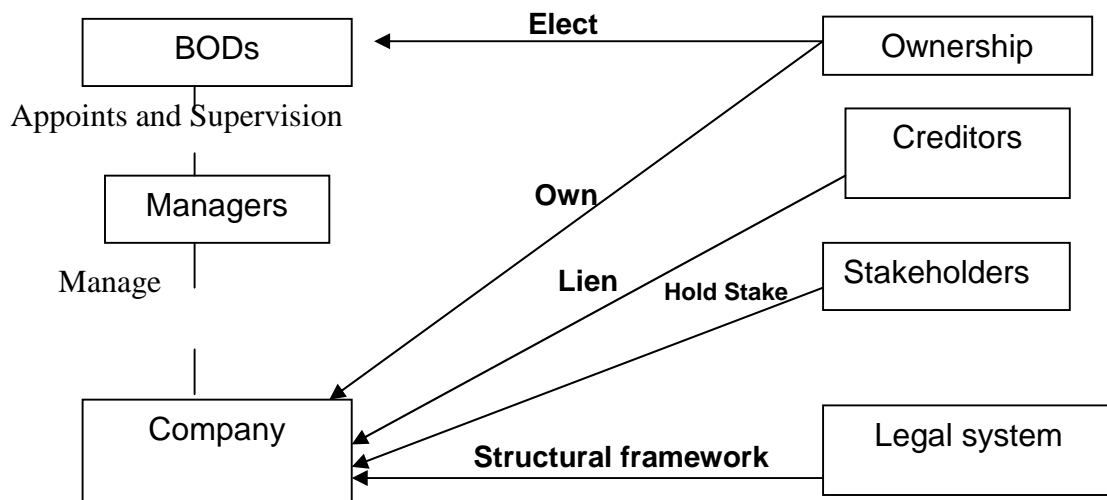 Elect
BODs
Ownership
Appoints and Supervision
Creditors
Managers
Own
Stakeholders
Manage
Lien
Hold Stake
Company
Legal system
Structural framework